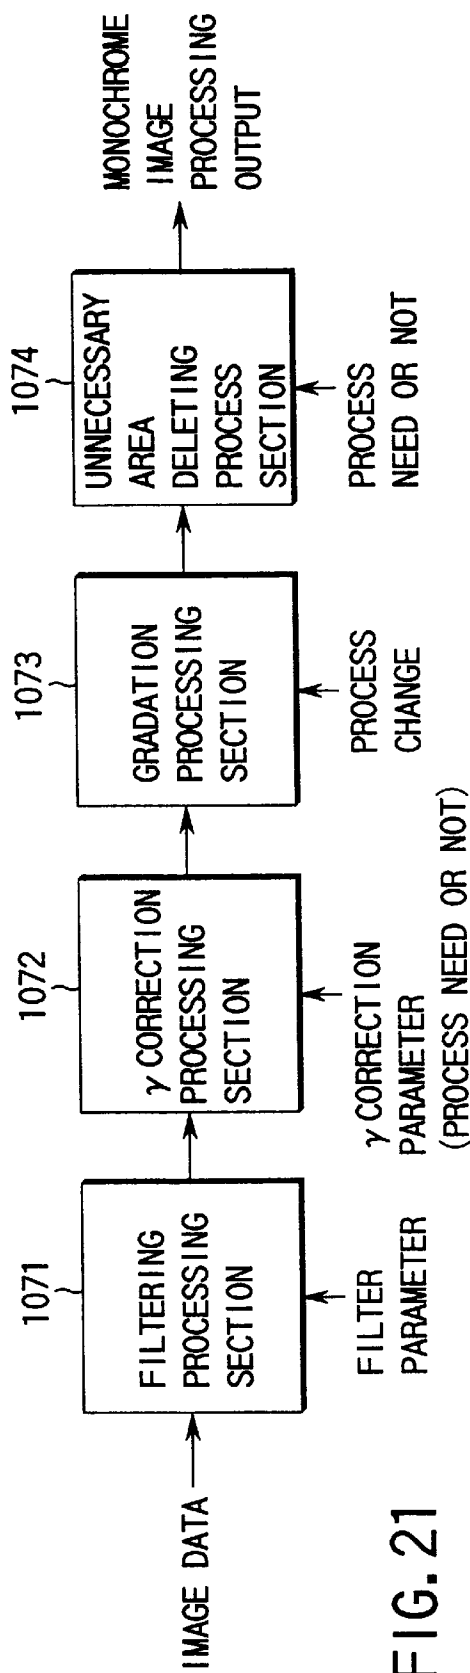 IMAGE DATA
1071
FILTERING
PROCESSING
SECTION
FILTER
PARAMETER
1072
γ CORRECTION
PROCESSING
SECTION
γ CORRECTION
PARAMETER
(PROCESS NEED OR NOT)
1073
GRADATION
PROCESSING
SECTION
PROCESS
CHANGE
1074
UNNECESSARY
AREA
DELETING
PROCESS
SECTION
PROCESS
NEED OR NOT
MONOCHROME
IMAGE
PROCESSING
OUTPUT
FIG. 21